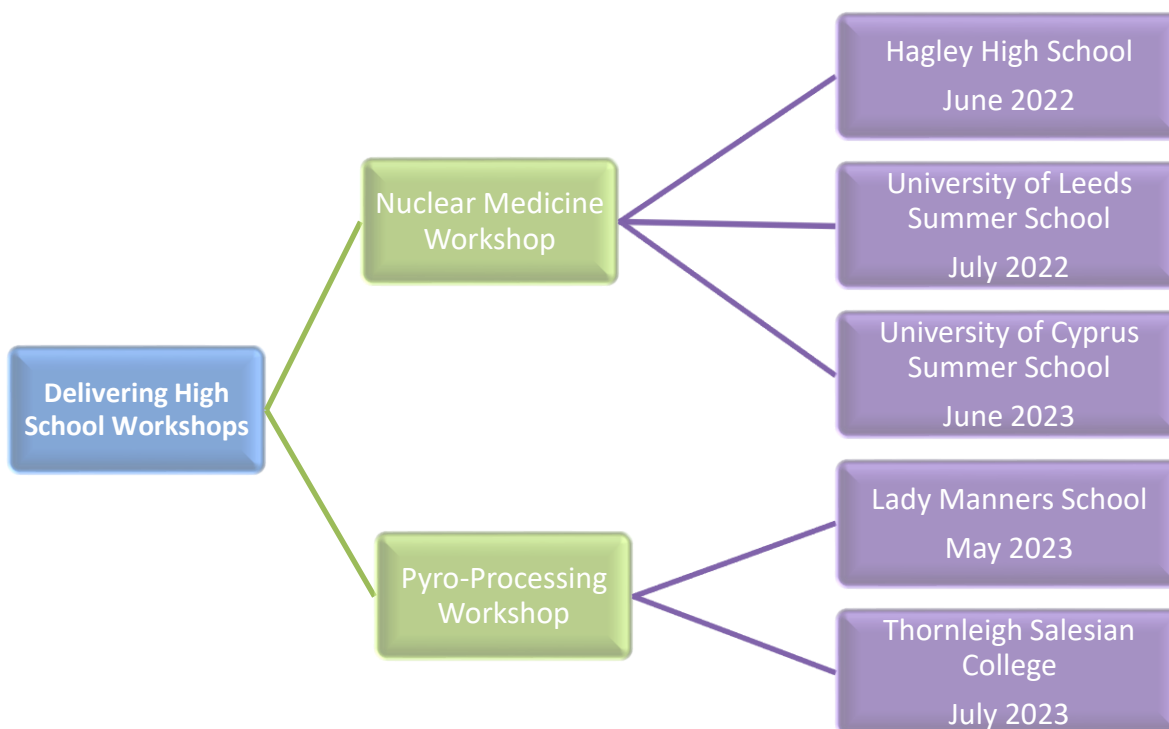 Delivering High
School Workshops
Nuclear Medicine
Workshop
Hagley High School
June 2022
University of Leeds
Summer School
July 2022
University of Cyprus
Summer School
June 2023
Pyro-Processing
Workshop
Lady Manners School
May 2023
Thornleigh Salesian
College
July 2023